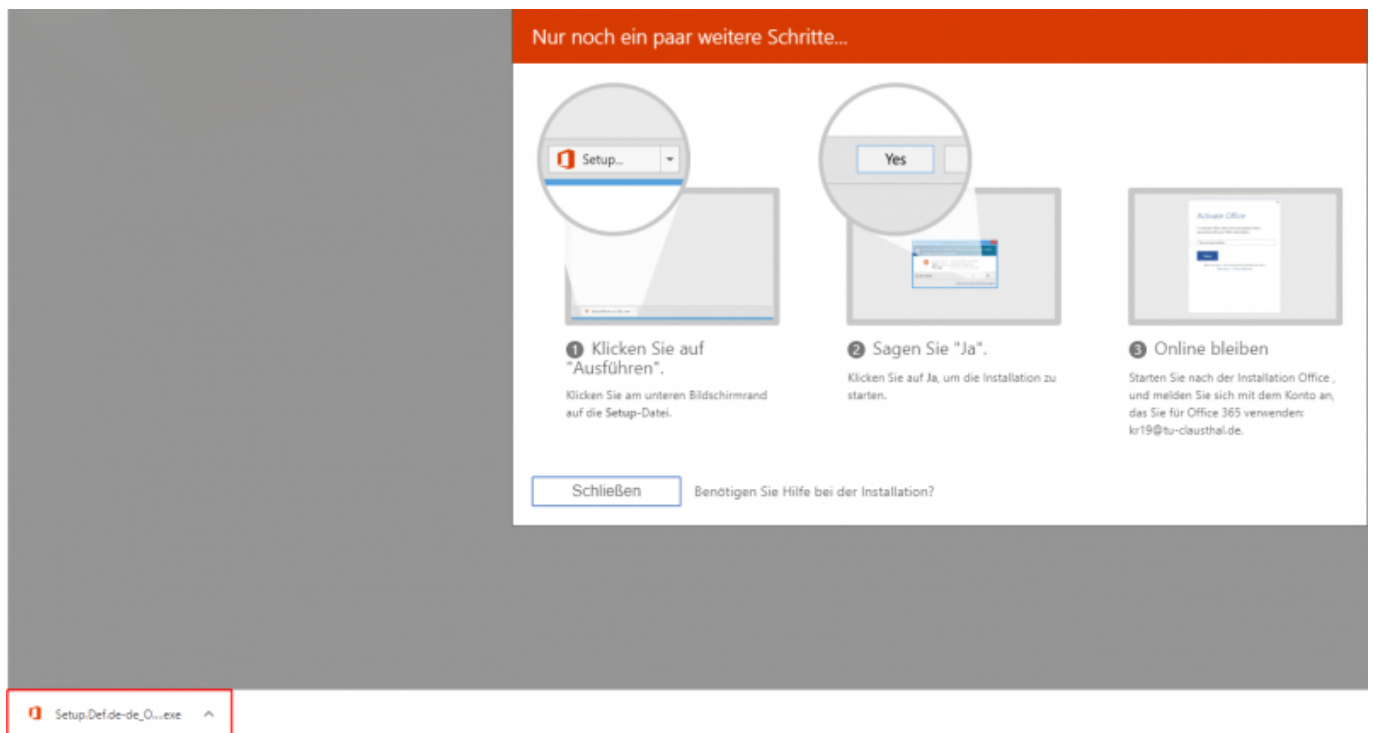 Nur noch ein paar weitere Schritte...
Setup...
Yes
Activate Office
1 Klicken Sie auf
"Ausführen".
Klicken Sie am unteren Bildschirmrand
auf die Setup-Datei.
2 Sagen Sie "Ja".
Klicken Sie auf Ja, um die Installation zu
starten.
3 Online bleiben
Starten Sie nach der Installation Office ,
und melden Sie sich mit dem Konto an,
das Sie für Office 365 verwenden:
kr19@tu-clausthal.de.
Schließen
Benötigen Sie Hilfe bei der Installation?
Setup.Def.de-de_O....exe